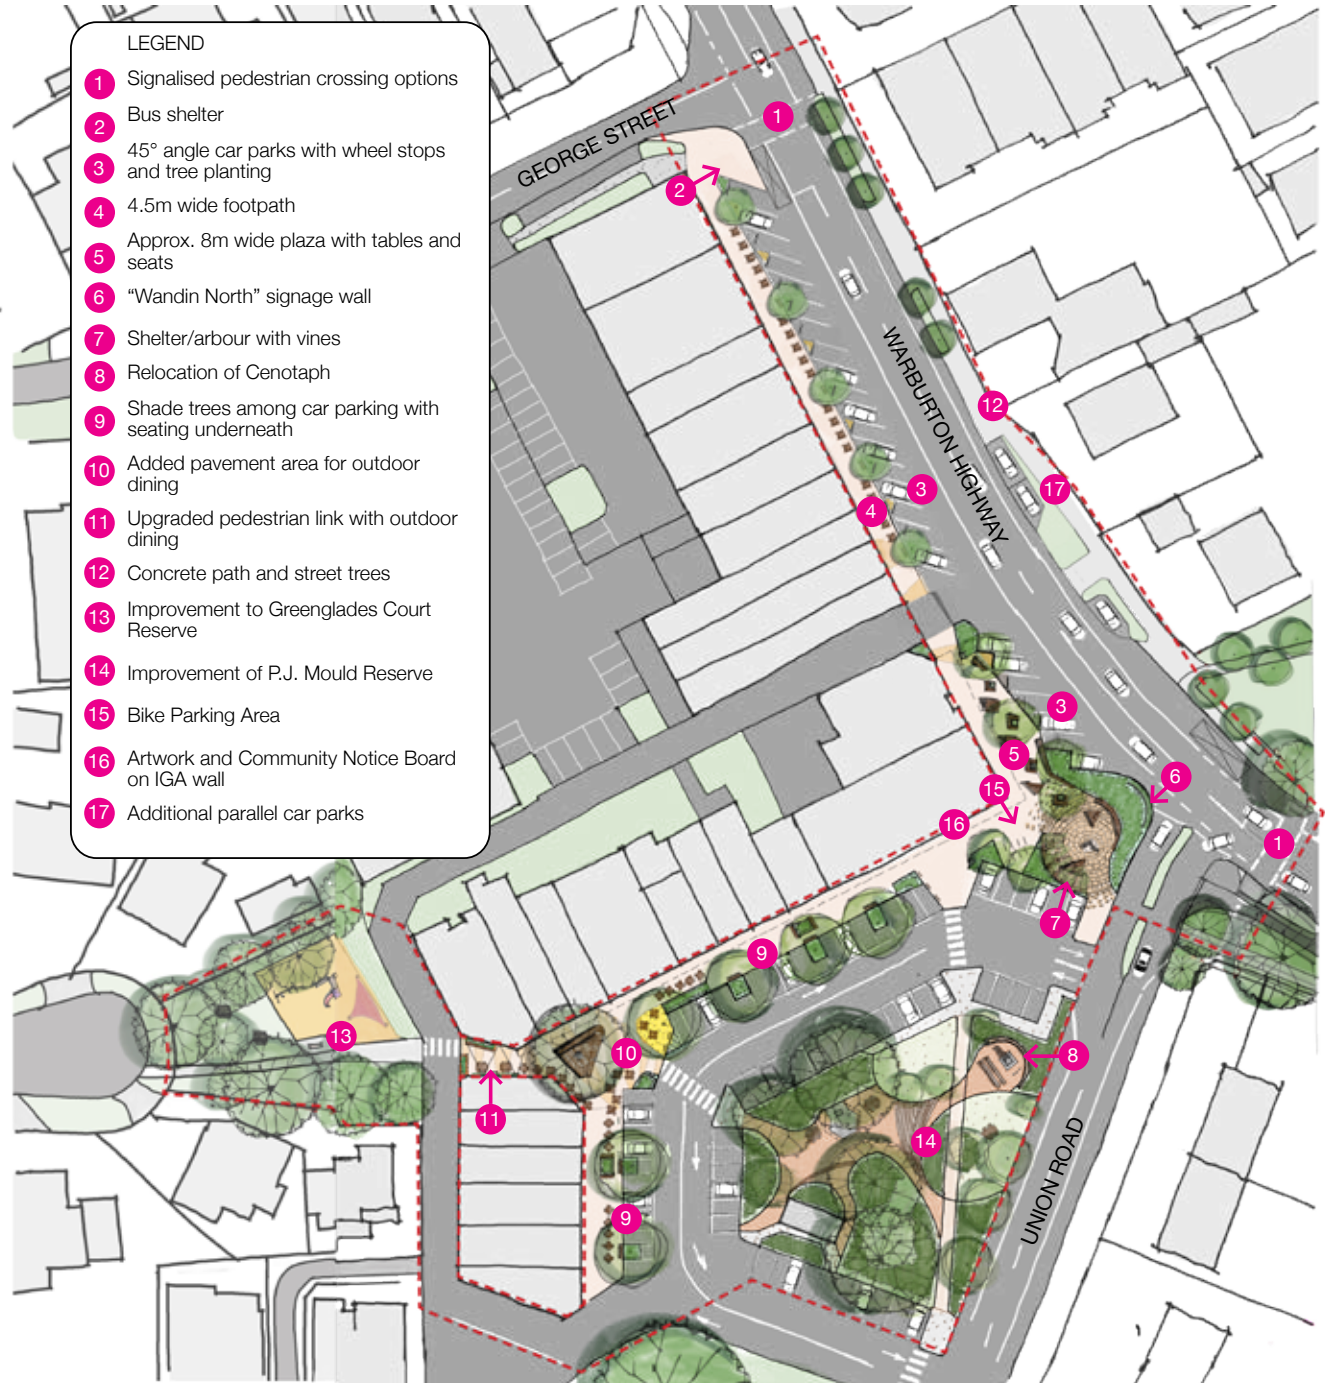 LEGEND
1 Signalised pedestrian crossing options
2 Bus shelter
3 45° angle car parks with wheel stops
and tree planting
4 4.5m wide footpath
5 Approx. 8m wide plaza with tables and
seats
6 “Wandin North” signage wall
7 Shelter/arbour with vines
8 Relocation of Cenotaph
9 Shade trees among car parking with
seating underneath
10 Added pavement area for outdoor
dining
11 Upgraded pedestrian link with outdoor
dining
12 Concrete path and street trees
13 Improvement to Greenglades Court
Reserve
14 Improvement of P.J. Mould Reserve
15 Bike Parking Area
16 Artwork and Community Notice Board
on IGA wall
17 Additional parallel car parks
GEORGE STREET
1
2
WARBURTON HIGHWAY
12
3
17
4
3
5
6
15
16
1
7
9
13
10
8
11
14
9
UNION ROAD